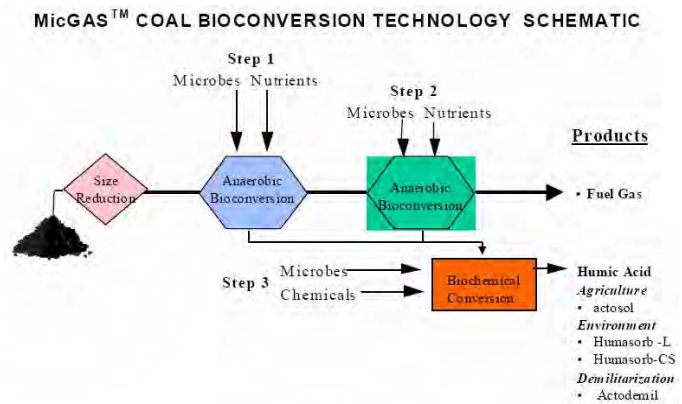 MicGAS™ COAL BIOCONVERSION TECHNOLOGY SCHEMATIC
Step 1
Microbes Nutrients
Step 2
Microbes Nutrients
Products
Size
Reduction
Anaerobic
Bioconversion
Anaerobic
Bioconversion
• Fuel Gas
Step 3
Microbes
Chemicals
Biochemical
Conversion
Humic Acid
Agriculture
• actosol
Environment
• Humasorb -L
• Humasorb-CS
Demilitarization
• Actodemil